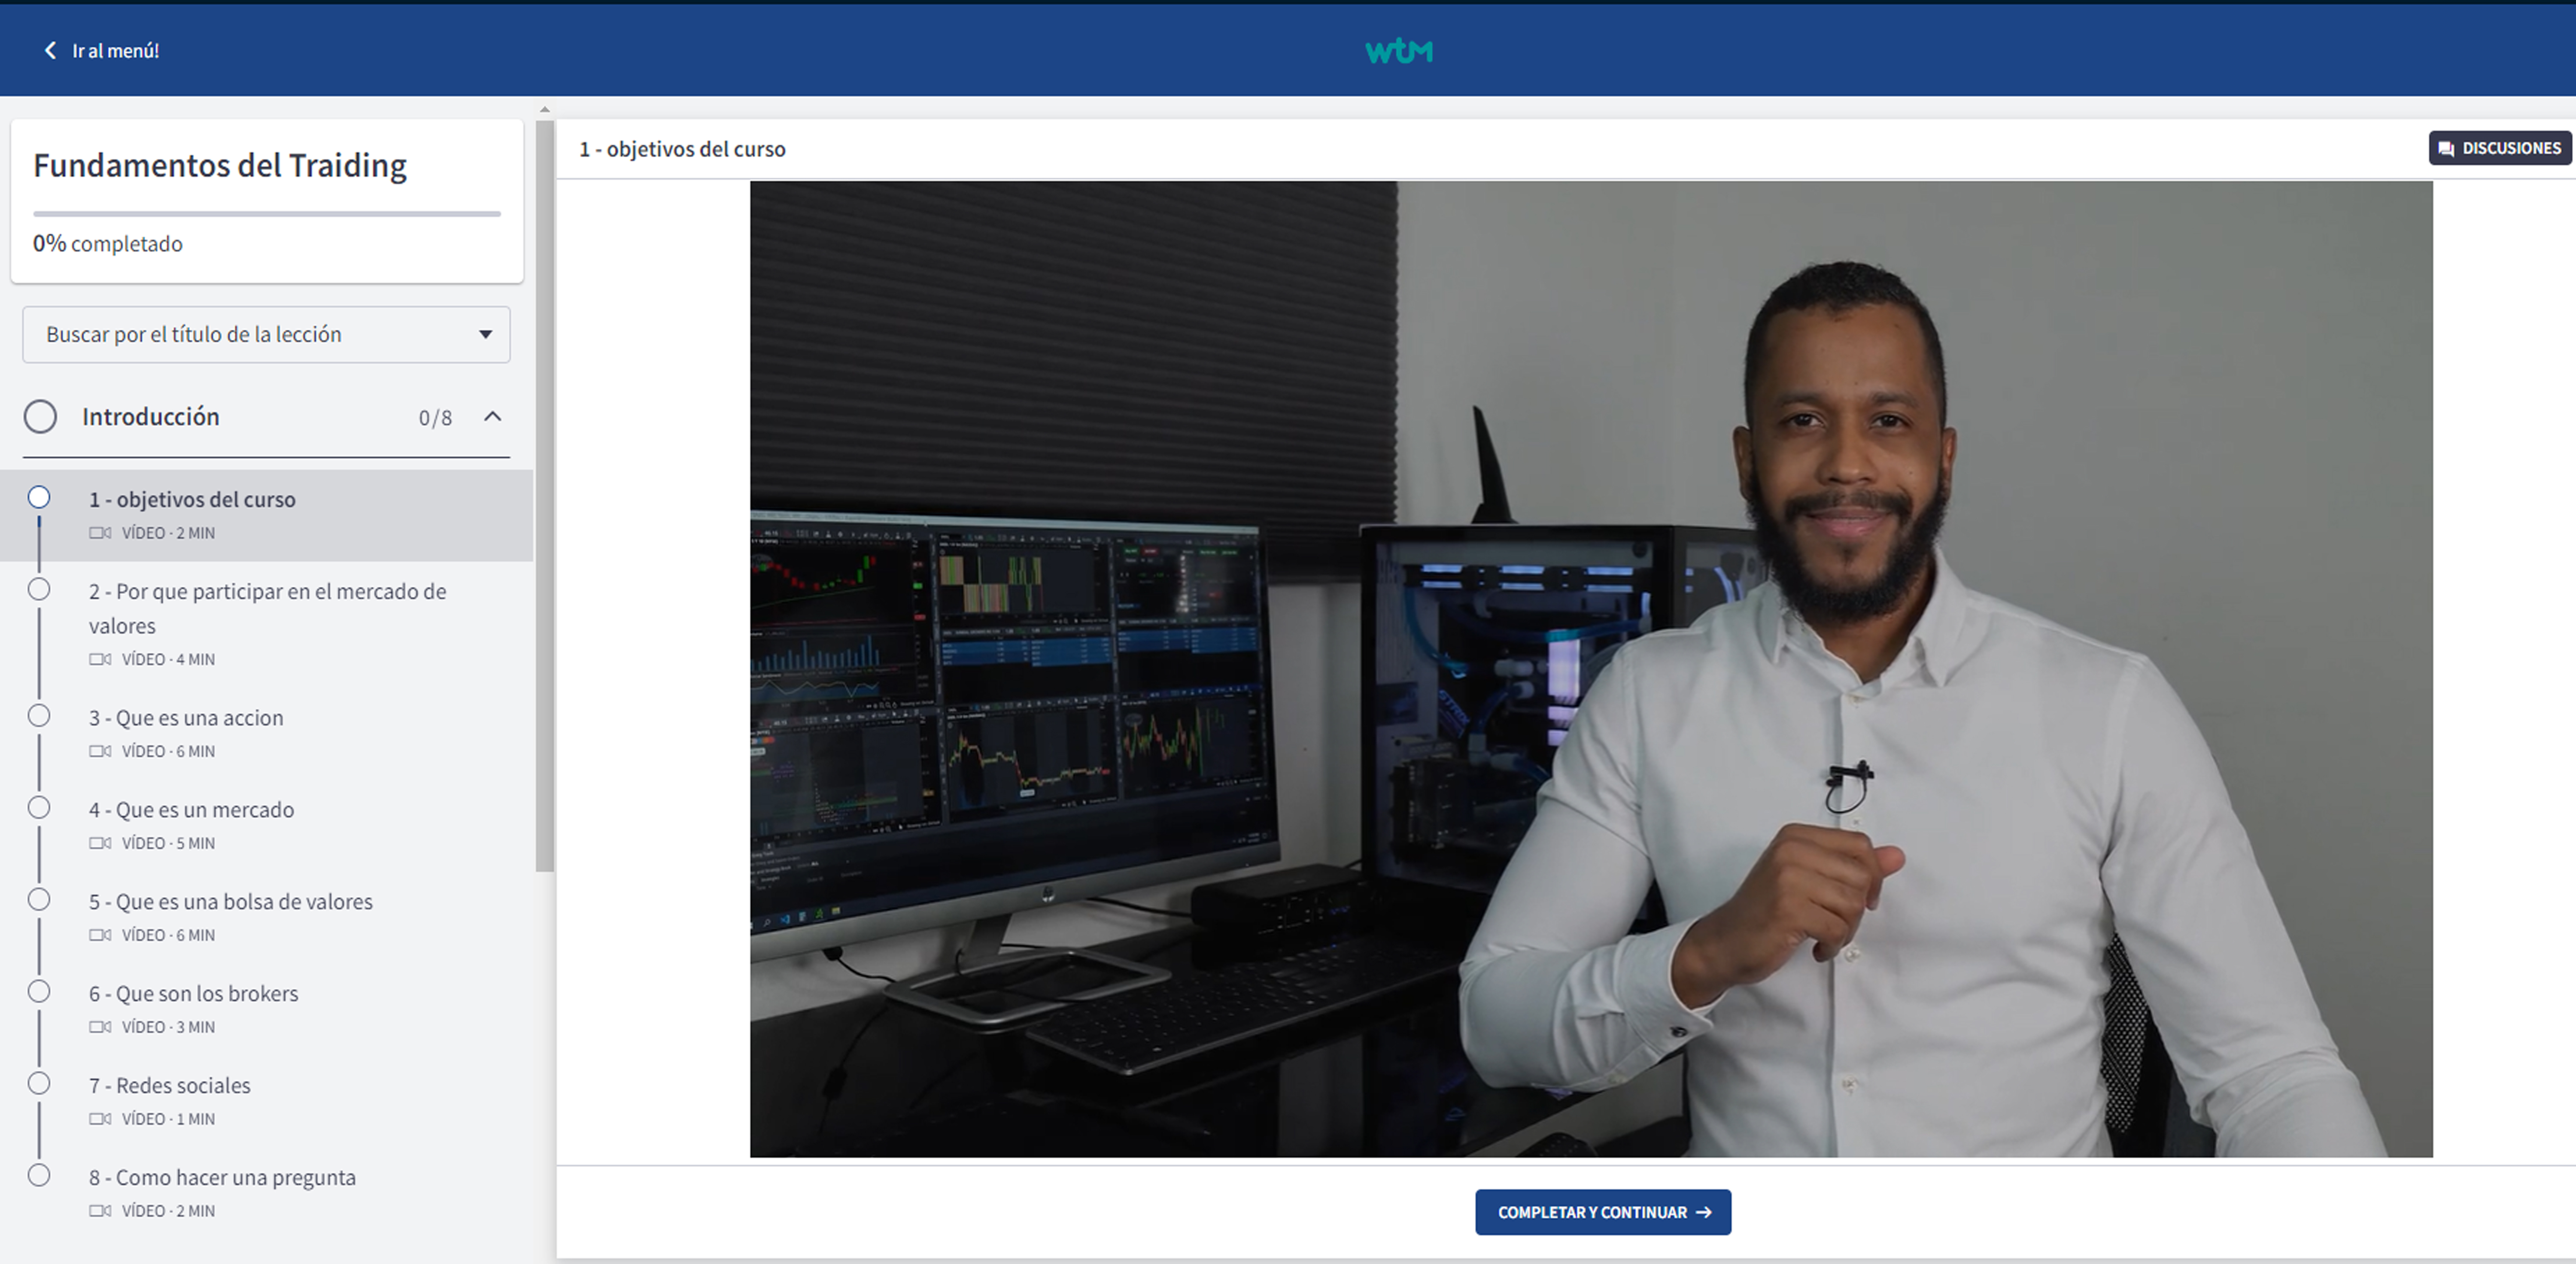 Ir al menú!
wtm
Fundamentos del Traiding
0% completado
Buscar por el título de la lección
Introducción 0/8
1 - objetivos del curso
VÍDEO · 2 MIN
2 - Por que participar en el mercado de
valores
VÍDEO · 4 MIN
3 - Que es una accion
VÍDEO · 6 MIN
4 - Que es un mercado
VÍDEO · 5 MIN
5 - Que es una bolsa de valores
VÍDEO · 6 MIN
6 - Que son los brokers
VÍDEO · 3 MIN
7 - Redes sociales
VÍDEO · 1 MIN
8 - Como hacer una pregunta
VÍDEO · 2 MIN
1 - objetivos del curso
DISCUSIONES
COMPLETAR Y CONTINUAR